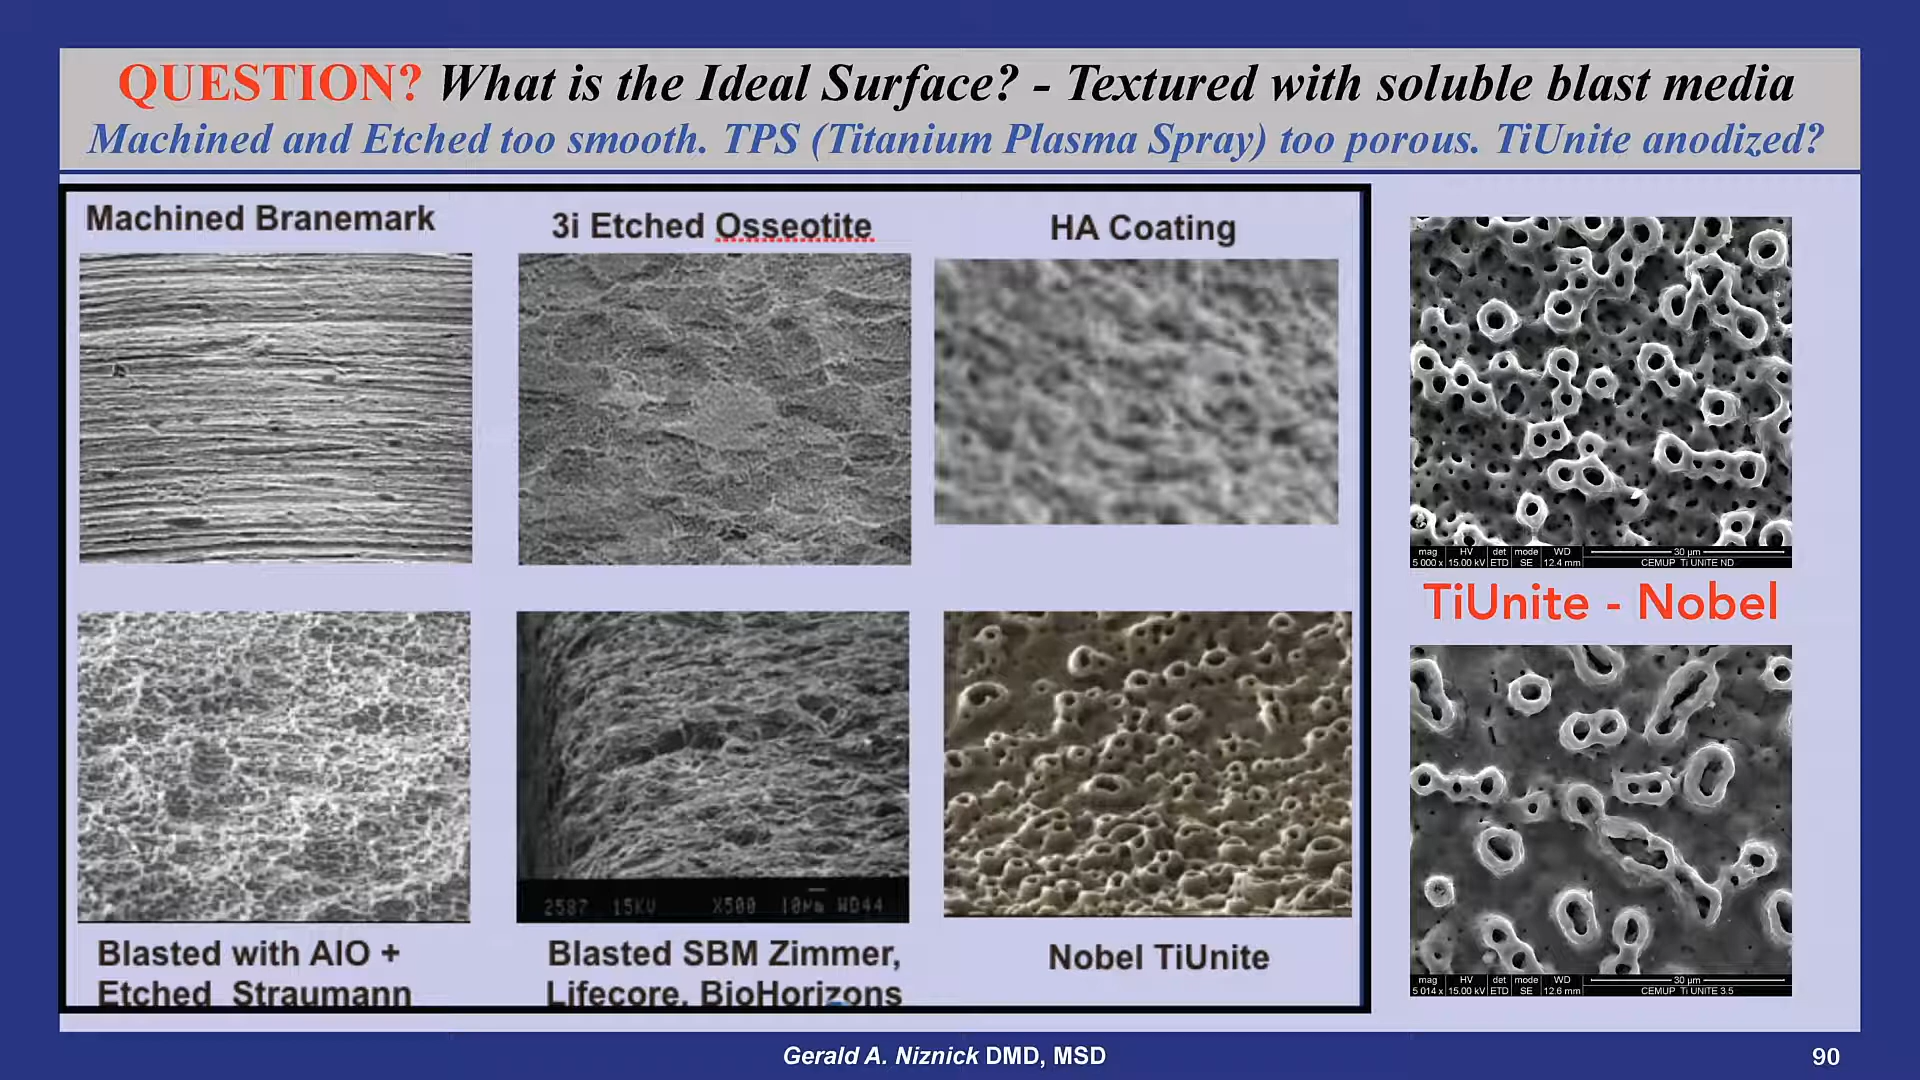 QUESTION? What is the Ideal Surface? - Textured with soluble blast media
Machined and Etched too smooth. TPS (Titanium Plasma Spray) too porous. TiUnite anodized?
Machined Branemark
3i Etched Osseotite
HA Coating
Blasted with AlO +
Etched Straumann
2587 15KV X500 10µm WD44
Blasted SBM Zimmer,
Lifecore, BioHorizons
Nobel TiUnite
mag HV det mode WD 30 µm
5 000 x 15.00 kV ETD SE 12.4 mm CEMUP Ti UNITE ND
TiUnite - Nobel
mag HV det mode WD 30 µm
5 014 x 15.00 kV ETD SE 12.6 mm CEMUP Ti UNITE 3.5
Gerald A. Niznick DMD, MSD
90